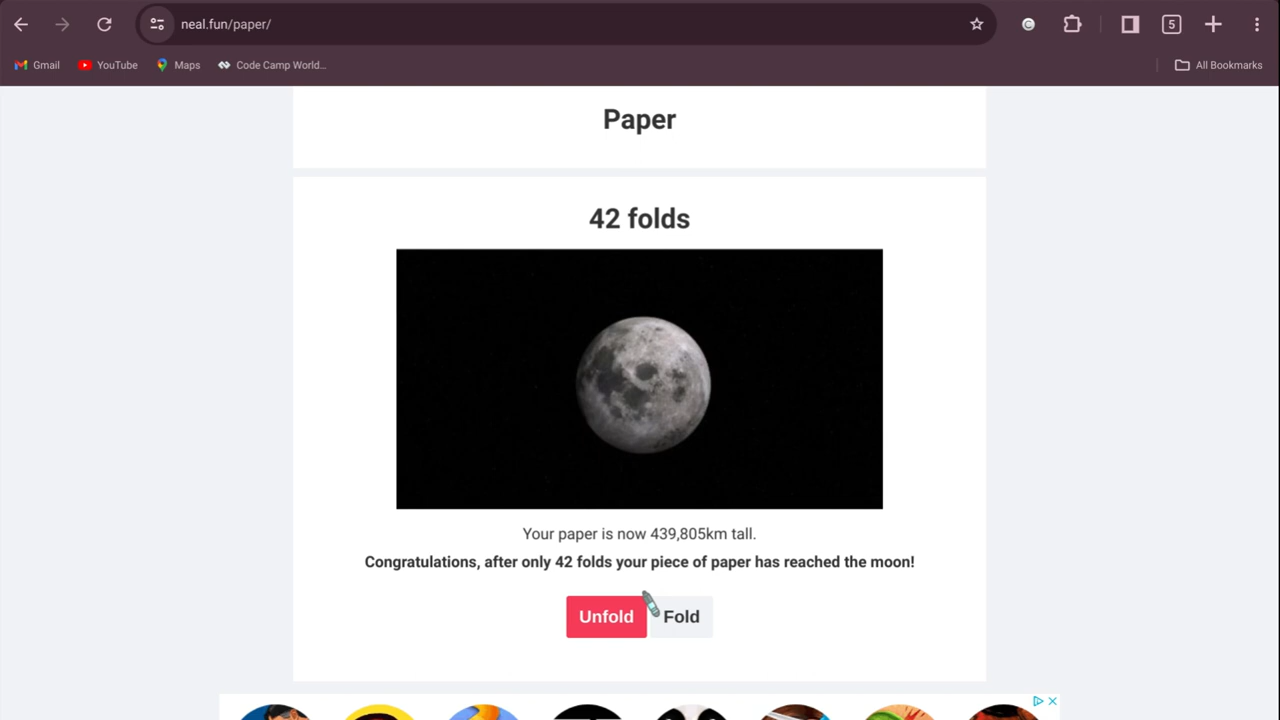 neal.fun/paper/
5
Gmail
YouTube
Maps
Code Camp World...
All Bookmarks
Paper
42 folds
Your paper is now 439,805km tall.
Congratulations, after only 42 folds your piece of paper has reached the moon!
Unfold
Fold